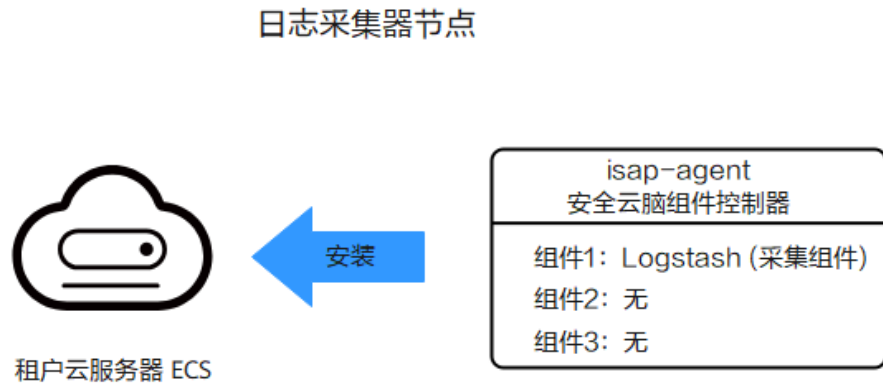 日志采集器节点
isap-agent
安全云脑组件控制器
安装
组件1：Logstash (采集组件)
组件2：无
组件3：无
租户云服务器 ECS